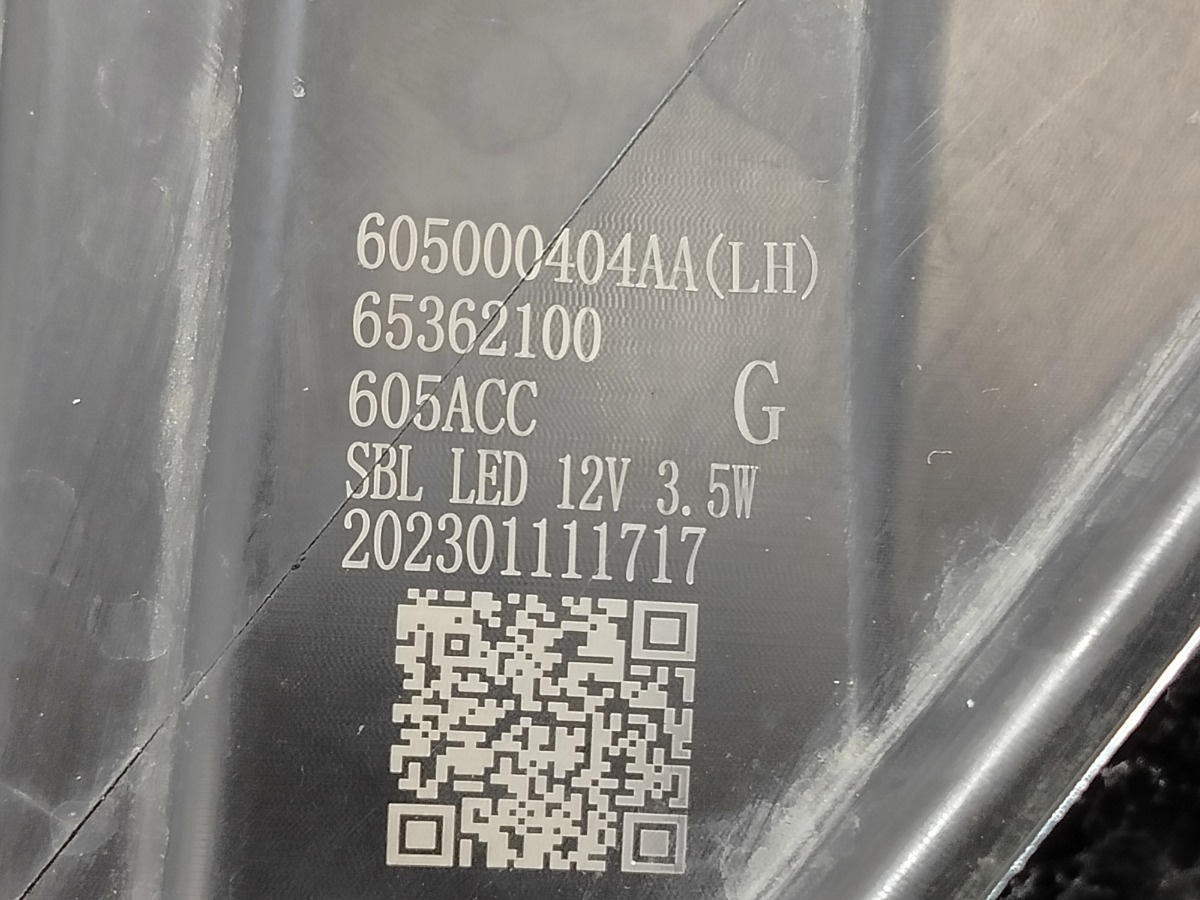 605000404AA(LH)
65362100
605ACC G
SBL LED 12V 3.5W
202301111717